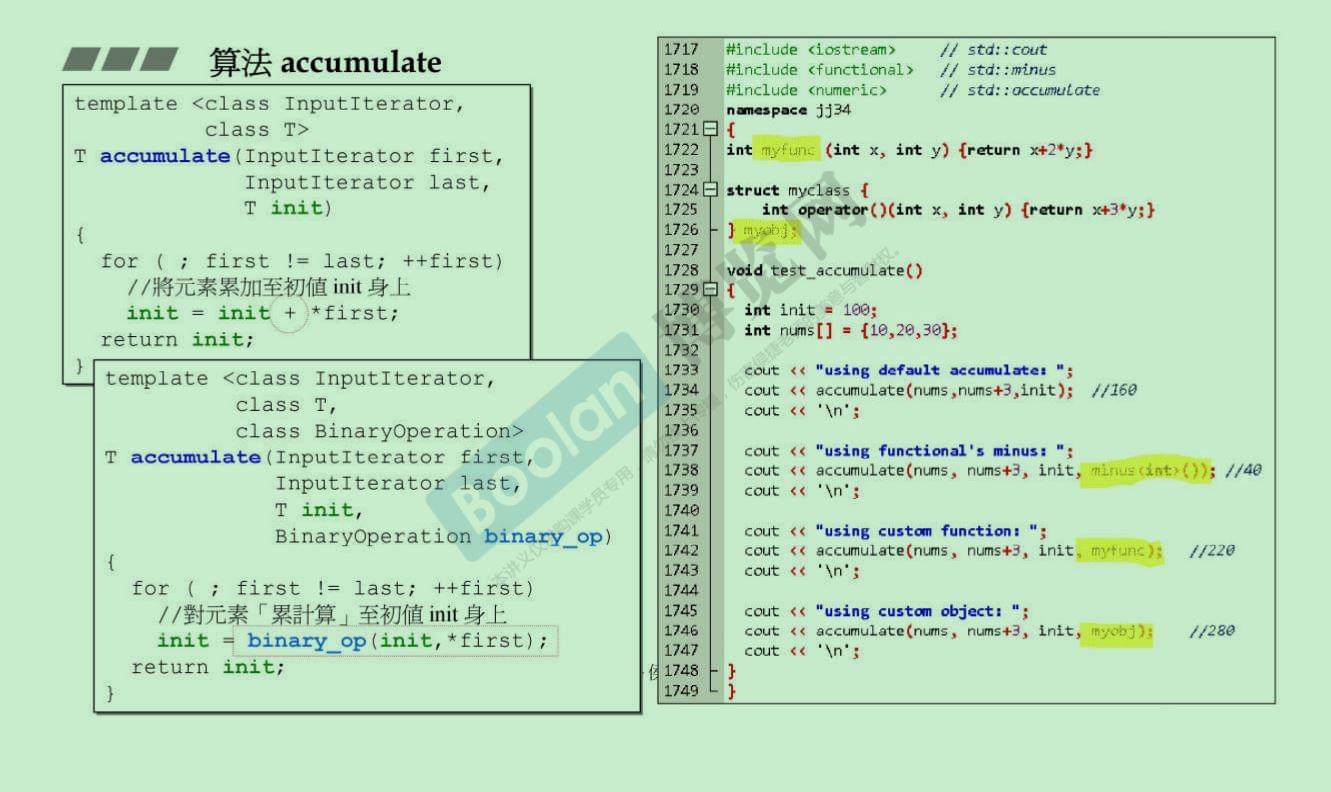 算法 accumulate
template <class InputIterator,
class T>
T accumulate(InputIterator first,
InputIterator last,
T init)
{
for ( ; first != last; ++first)
//將元素累加至初值 init 身上
init = init + *first;
return init;
}
template <class InputIterator,
class T,
class BinaryOperation>
T accumulate(InputIterator first,
InputIterator last,
T init,
BinaryOperation binary_op)
{
for ( ; first != last; ++first)
//對元素「累計算」至初值 init 身上
init = binary_op(init,*first);
return init;
}
1717 #include <iostream> // std::cout
1718 #include <functional> // std::minus
1719 #include <numeric> // std::accumulate
1720 namespace jj34
1721 {
1722 int myfunc (int x, int y) {return x+2*y;}
1723
1724 struct myclass {
1725 int operator()(int x, int y) {return x+3*y;}
1726 } myobj;
1727
1728 void test_accumulate()
1729 {
1730 int init = 100;
1731 int nums[] = {10,20,30};
1732
1733 cout << "using default accumulate: ";
1734 cout << accumulate(nums,nums+3,init); //160
1735 cout << '\n';
1736
1737 cout << "using functional's minus: ";
1738 cout << accumulate(nums, nums+3, init, minus<int>()); //40
1739 cout << '\n';
1740
1741 cout << "using custom function: ";
1742 cout << accumulate(nums, nums+3, init, myfunc); //220
1743 cout << '\n';
1744
1745 cout << "using custom object: ";
1746 cout << accumulate(nums, nums+3, init, myobj); //280
1747 cout << '\n';
1748 }
1749 }
Boolan 博览网